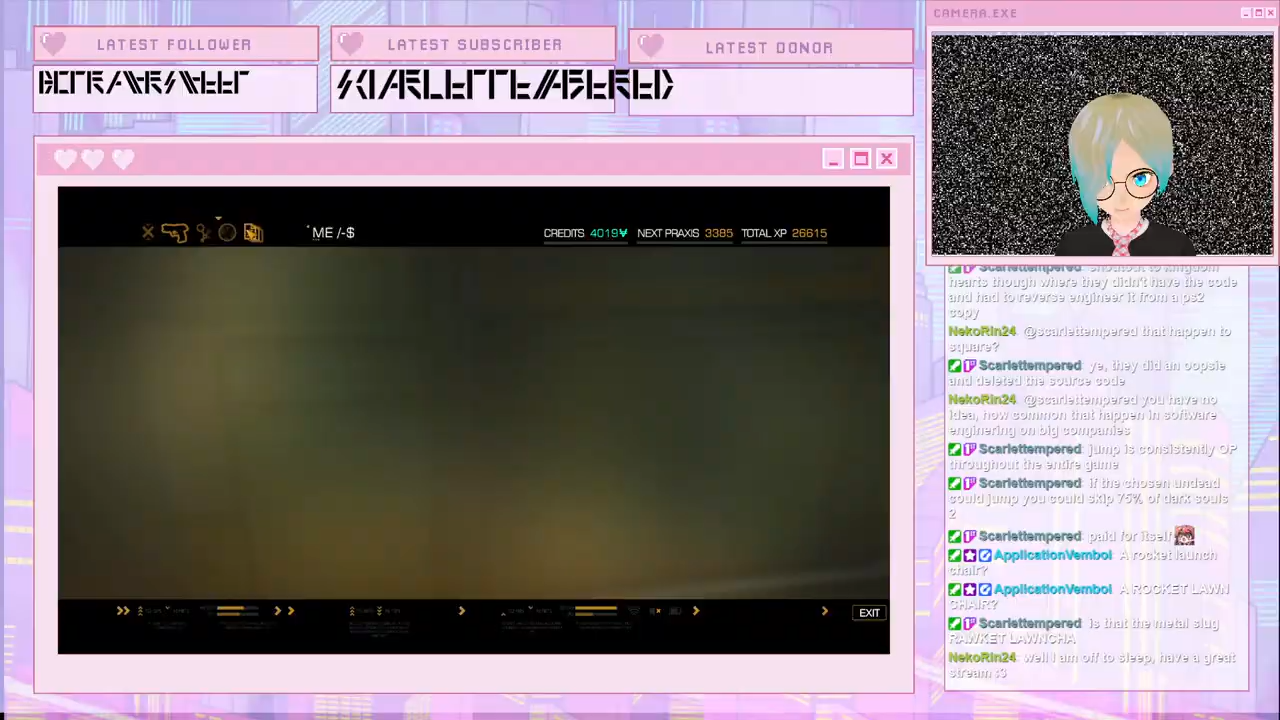 CAMERA.EXE
LATEST FOLLOWER
LATEST SUBSCRIBER
LATEST DONOR
ME /-$
CREDITS 4019
NEXT PRAXIS 3385
TOTAL XP 26615
EXIT
Scarlettempered shoutout to kingdom
hearts though where they didn't have the code
and had to reverse engineer it from a ps2
copy
NekoRin24 @scarlettempered that happen to
square?
Scarlettempered ye, they did an oopsie
and deleted the source code
NekoRin24 @scarlettempered you have no
idea, how common that happen in software
enginering on big companies
Scarlettempered jump is consistently OP
throughout the entire game
Scarlettempered if the chosen undead
could jump you could skip 75% of dark souls
2
Scarlettempered paid for itself
ApplicationVemboi A rocket launch
chair?
ApplicationVemboi A ROCKET LAWN
CHAIR?
Scarlettempered is that the metal slug
RAWKET LAWNCHA
NekoRin24 well I am off to sleep, have a great
stream :3